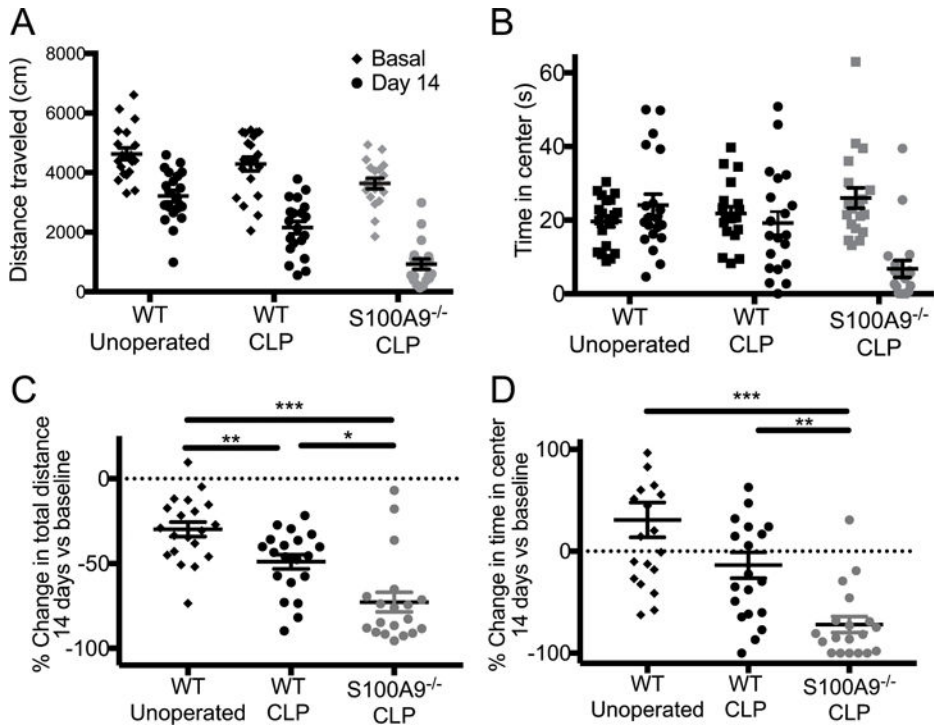 A
Distance traveled (cm)
8000
6000
4000
2000
0
Basal
Day 14
WT
Unoperated
WT
CLP
S100A9-/-
CLP
B
Time in center (s)
60
40
20
0
WT
Unoperated
WT
CLP
S100A9-/-
CLP
C
% Change in total distance
14 days vs baseline
0
-50
-100
***
**
*
WT
Unoperated
WT
CLP
S100A9-/-
CLP
D
% Change in time in center
14 days vs baseline
100
0
-100
***
**
WT
Unoperated
WT
CLP
S100A9-/-
CLP